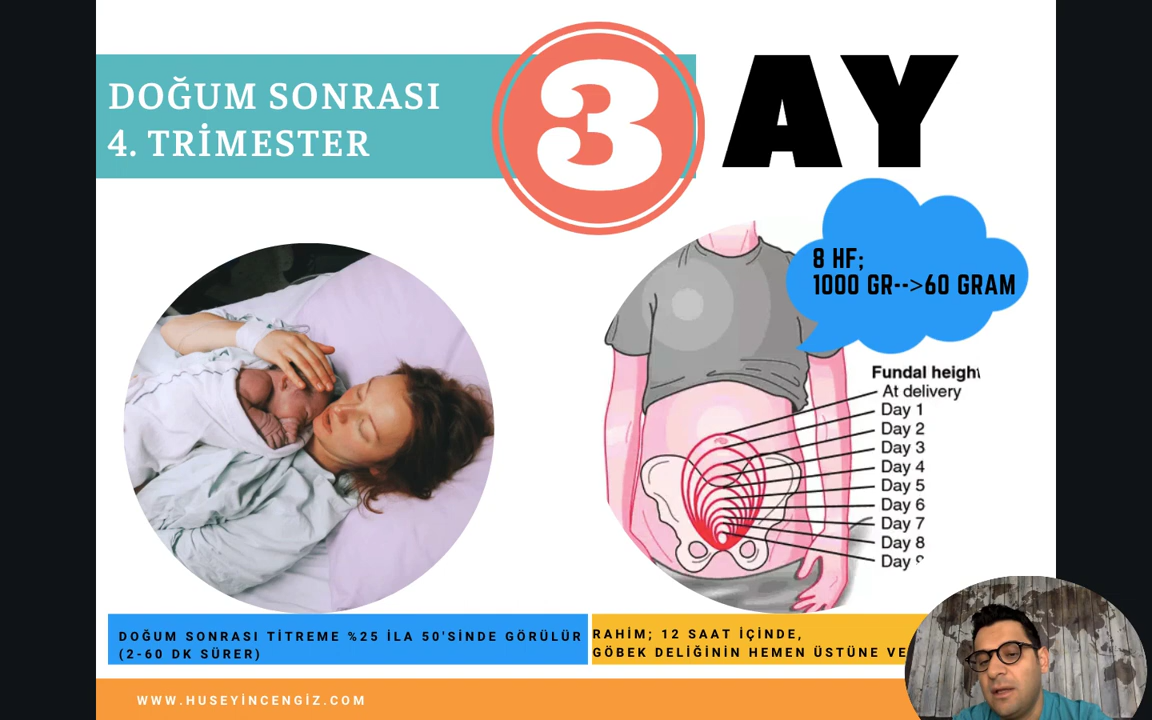 DOĞUM SONRASI
4. TRİMESTER
3 AY
8 HF;
1000 GR-->60 GRAM
Fundal heigh
At delivery
Day 1
Day 2
Day 3
Day 4
Day 5
Day 6
Day 7
Day 8
Day
DOĞUM SONRASI TİTREME %25 İLA 50'SİNDE GÖRÜLÜR
(2-60 DK SÜRER)
RAHİM; 12 SAAT İÇİNDE,
GÖBEK DELİĞİNİN HEMEN ÜSTÜNE VE
WWW.HUSEYİNCENGİZ.COM